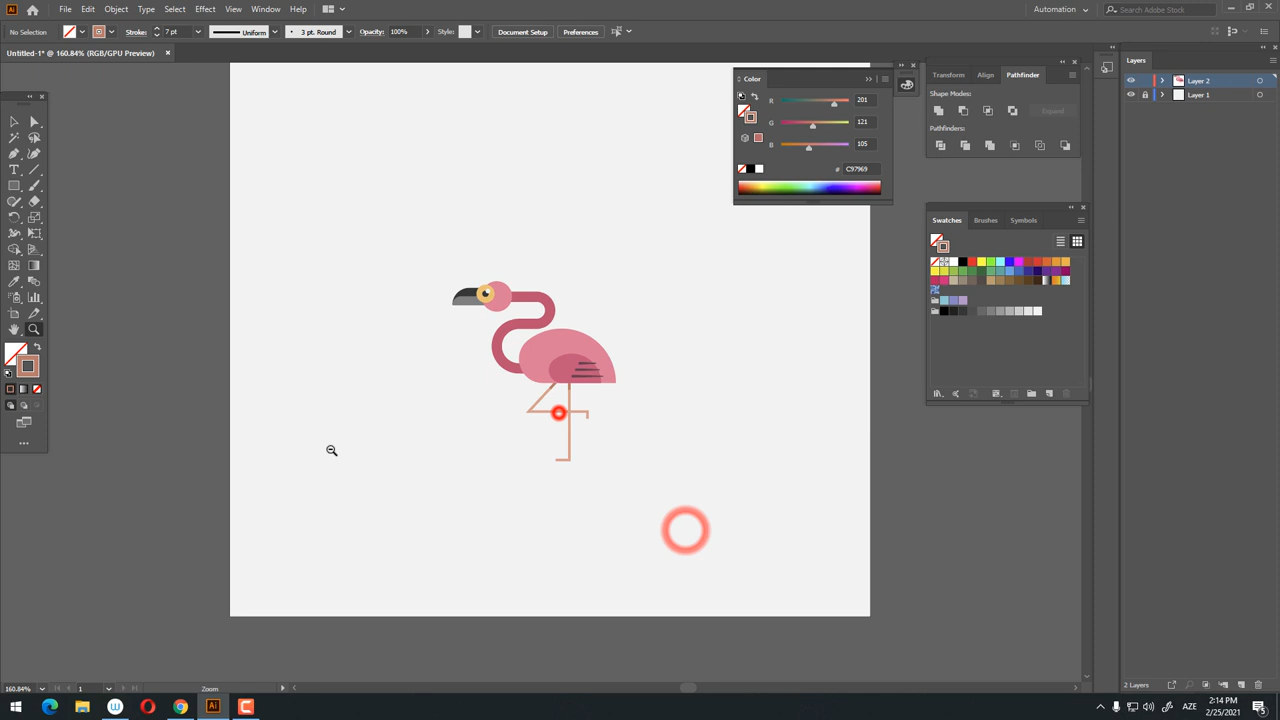 Ai File Edit Object Type Select Effect View Window Help Automation Search Adobe Stock
No Selection Stroke: 7 pt Uniform 3 pt. Round Opacity: 100% Style: Document Setup Preferences
Untitled-1* @ 160.84% (RGB/GPU Preview)
Layers
Color
Transform Align Pathfinder
Layer 2
Layer 1
R 201
Shape Modes:
Expand
G 121
Pathfinders:
B 105
# C97969
Swatches Brushes Symbols
160.84% 1 Zoom
2 Layers
Ai
AZE
2:14 PM
2/25/2021